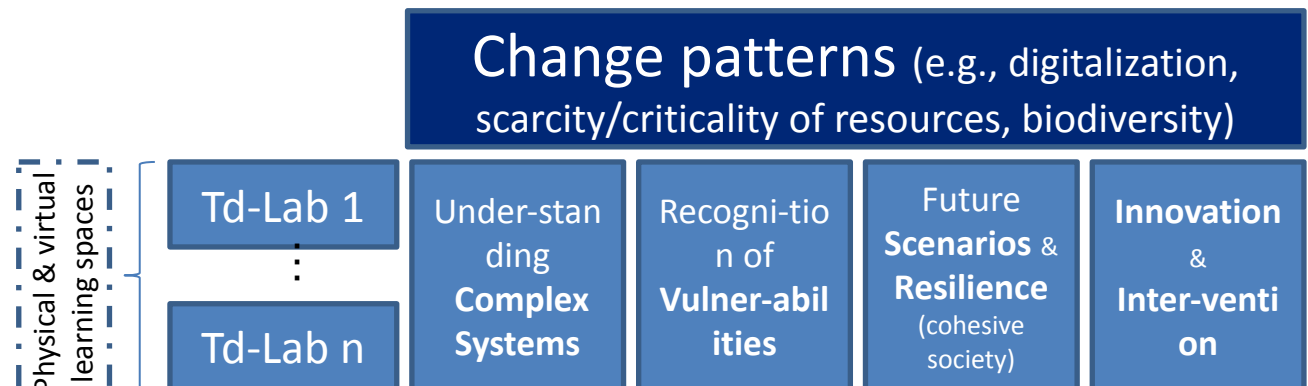 Change patterns (e.g., digitalization,
scarcity/criticality of resources, biodiversity)
Physical & virtual
learning spaces
Td-Lab 1
⋮
Td-Lab n
Under-stan
ding
Complex
Systems
Recogni-tio
n of
Vulner-abil
ities
Future
Scenarios &
Resilience
(cohesive
society)
Innovation
&
Inter-venti
on